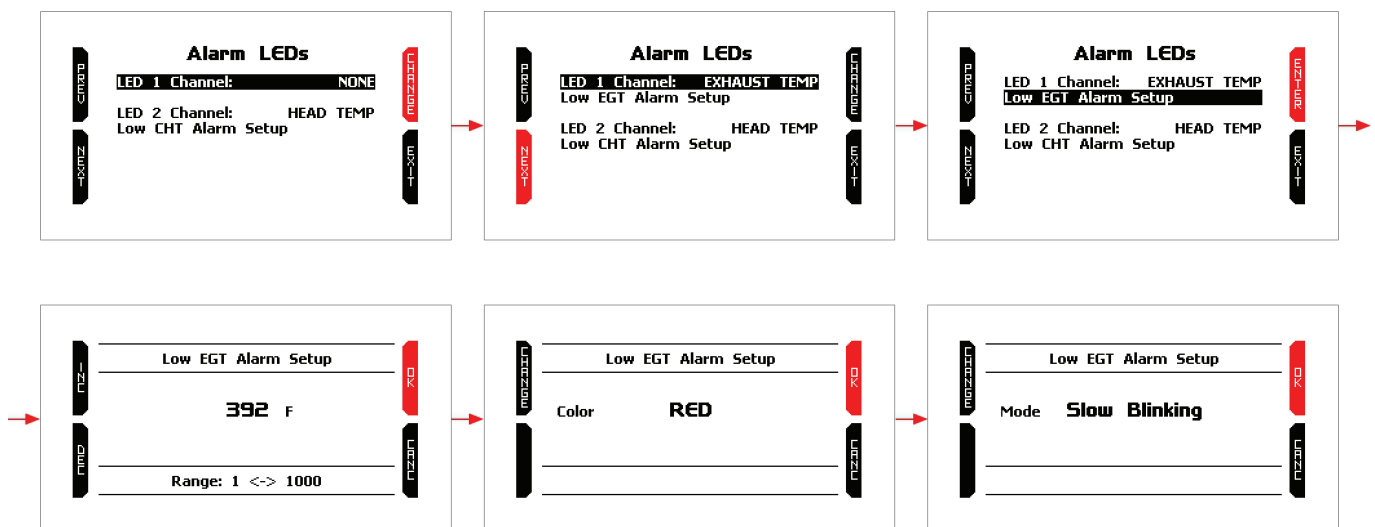 Alarm LEDs
PREV
CHANGE
LED 1 Channel: NONE
LED 2 Channel: HEAD TEMP
Low CHT Alarm Setup
NEXT
EXIT
Alarm LEDs
PREV
CHANGE
LED 1 Channel: EXHAUST TEMP
Low EGT Alarm Setup
LED 2 Channel: HEAD TEMP
Low CHT Alarm Setup
NEXT
EXIT
Alarm LEDs
PREV
ENTER
LED 1 Channel: EXHAUST TEMP
Low EGT Alarm Setup
LED 2 Channel: HEAD TEMP
Low CHT Alarm Setup
NEXT
EXIT
Low EGT Alarm Setup
INC
OK
392 F
DEC
CANC
Range: 1 <-> 1000
Low EGT Alarm Setup
CHANGE
OK
Color RED
CANC
Low EGT Alarm Setup
CHANGE
OK
Mode Slow Blinking
CANC